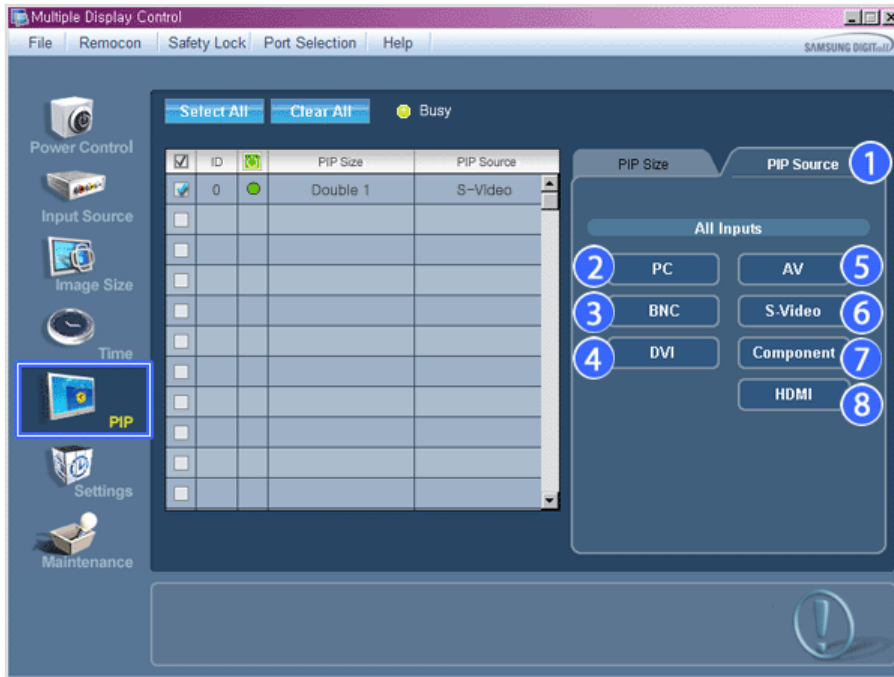 Multiple Display Control
File Remocon Safety Lock Port Selection Help
SAMSUNG DIGITall
Select All Clear All Busy
Power Control
ID PIP Size PIP Source
PIP Size PIP Source 1
0 Double 1 S-Video
Input Source
All Inputs
2 PC AV 5
Image Size
3 BNC S-Video 6
Time
4 DVI Component 7
HDMI 8
PIP
Settings
Maintenance